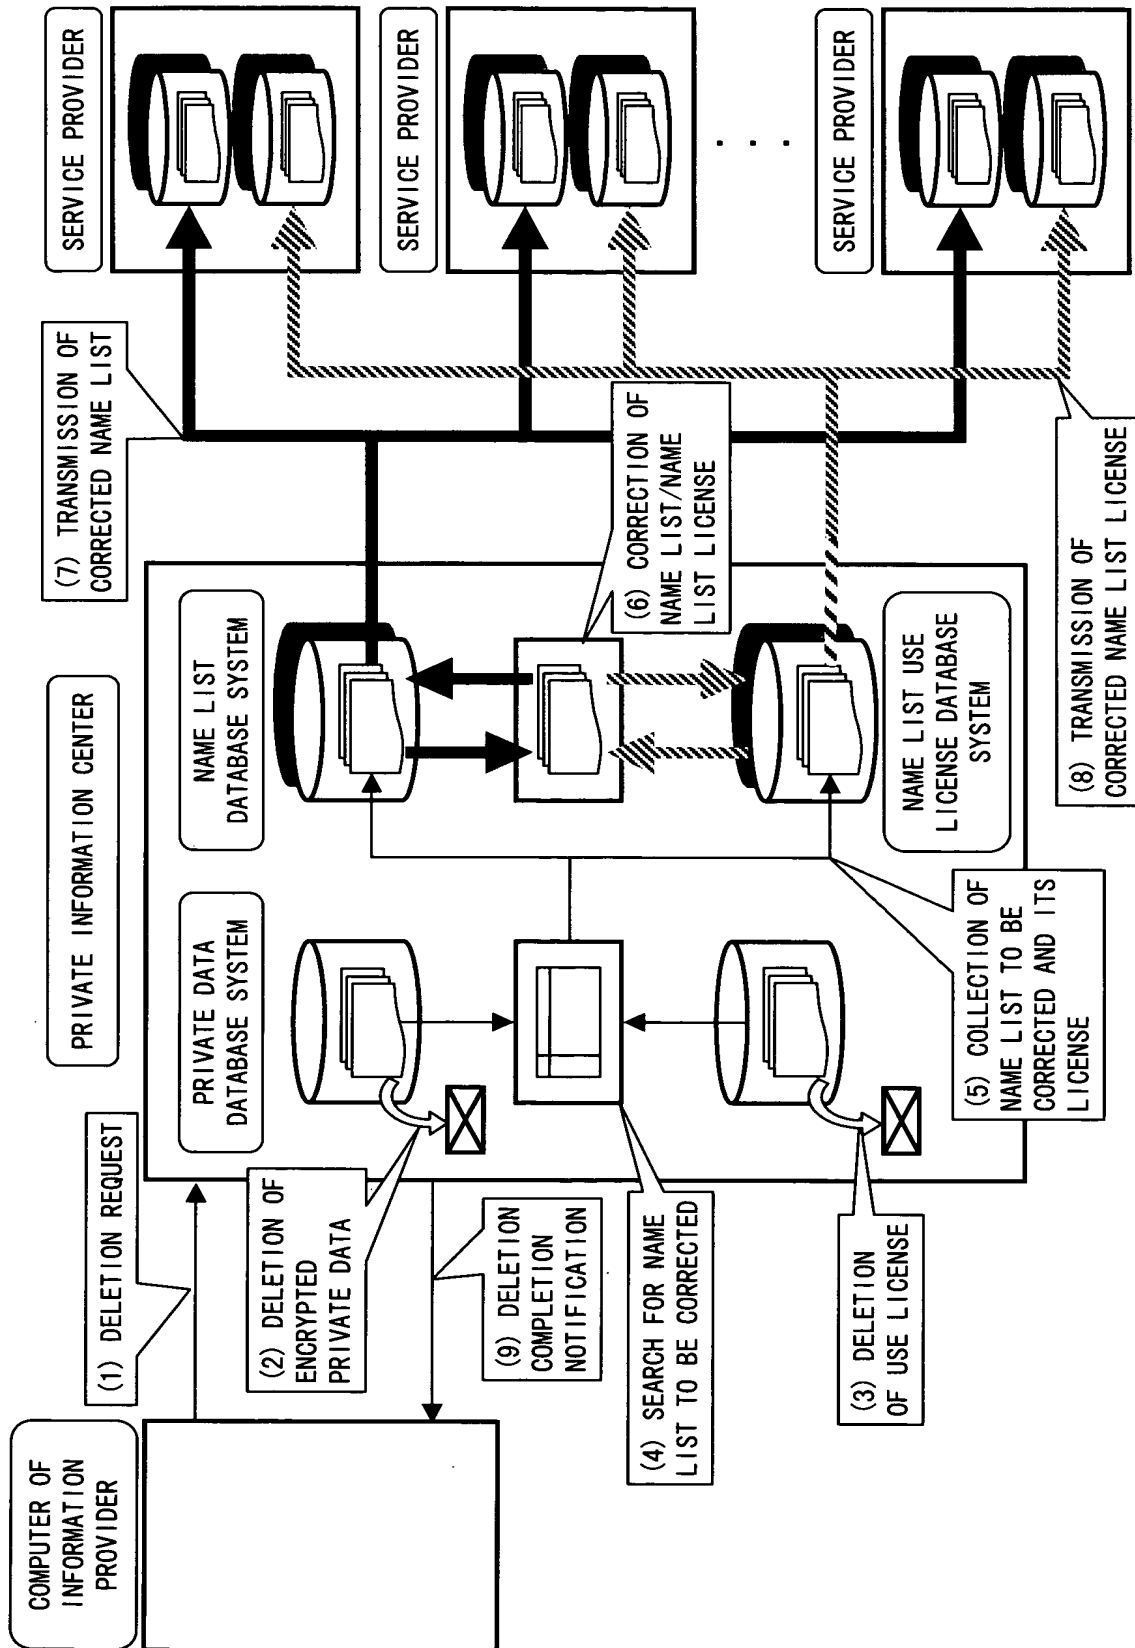 COMPUTER OF
INFORMATION
PROVIDER
(1) DELETION REQUEST
PRIVATE INFORMATION CENTER
(7) TRANSMISSION OF
CORRECTED NAME LIST
SERVICE PROVIDER
PRIVATE DATA
DATABASE SYSTEM
NAME LIST
DATABASE SYSTEM
(2) DELETION OF
ENCRYPTED
PRIVATE DATA
SERVICE PROVIDER
(9) DELETION
COMPLETION
NOTIFICATION
(6) CORRECTION OF
NAME LIST/NAME
LIST LICENSE
(4) SEARCH FOR NAME
LIST TO BE CORRECTED
. . .
(3) DELETION
OF USE LICENSE
NAME LIST USE
LICENSE DATABASE
SYSTEM
SERVICE PROVIDER
(5) COLLECTION OF
NAME LIST TO BE
CORRECTED AND ITS
LICENSE
(8) TRANSMISSION OF
CORRECTED NAME LIST LICENSE